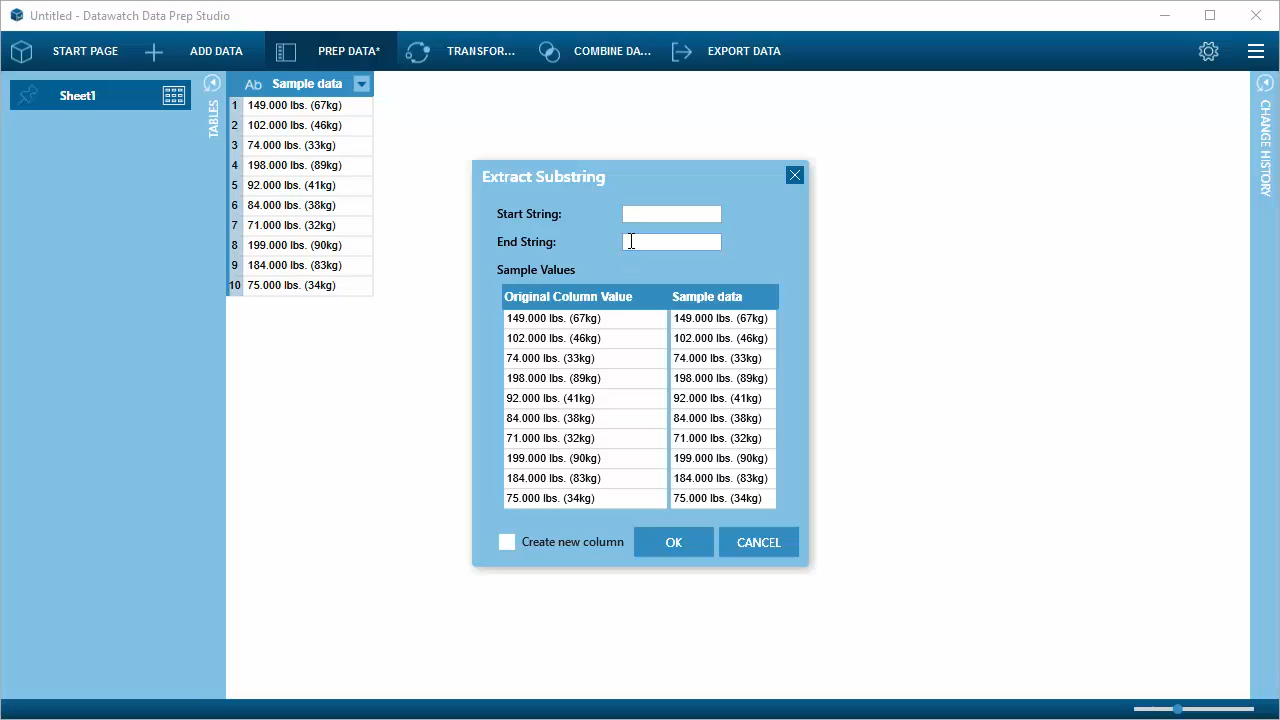 Untitled - Datawatch Data Prep Studio
START PAGE ADD DATA PREP DATA* TRANSFOR... COMBINE DA... EXPORT DATA
Sheet1
TABLES
Ab Sample data
1 149.000 lbs. (67kg)
2 102.000 lbs. (46kg)
3 74.000 lbs. (33kg)
4 198.000 lbs. (89kg)
5 92.000 lbs. (41kg)
6 84.000 lbs. (38kg)
7 71.000 lbs. (32kg)
8 199.000 lbs. (90kg)
9 184.000 lbs. (83kg)
10 75.000 lbs. (34kg)
Extract Substring
Start String:
End String:
Sample Values
Original Column Value Sample data
149.000 lbs. (67kg) 149.000 lbs. (67kg)
102.000 lbs. (46kg) 102.000 lbs. (46kg)
74.000 lbs. (33kg) 74.000 lbs. (33kg)
198.000 lbs. (89kg) 198.000 lbs. (89kg)
92.000 lbs. (41kg) 92.000 lbs. (41kg)
84.000 lbs. (38kg) 84.000 lbs. (38kg)
71.000 lbs. (32kg) 71.000 lbs. (32kg)
199.000 lbs. (90kg) 199.000 lbs. (90kg)
184.000 lbs. (83kg) 184.000 lbs. (83kg)
75.000 lbs. (34kg) 75.000 lbs. (34kg)
Create new column OK CANCEL
CHANGE HISTORY